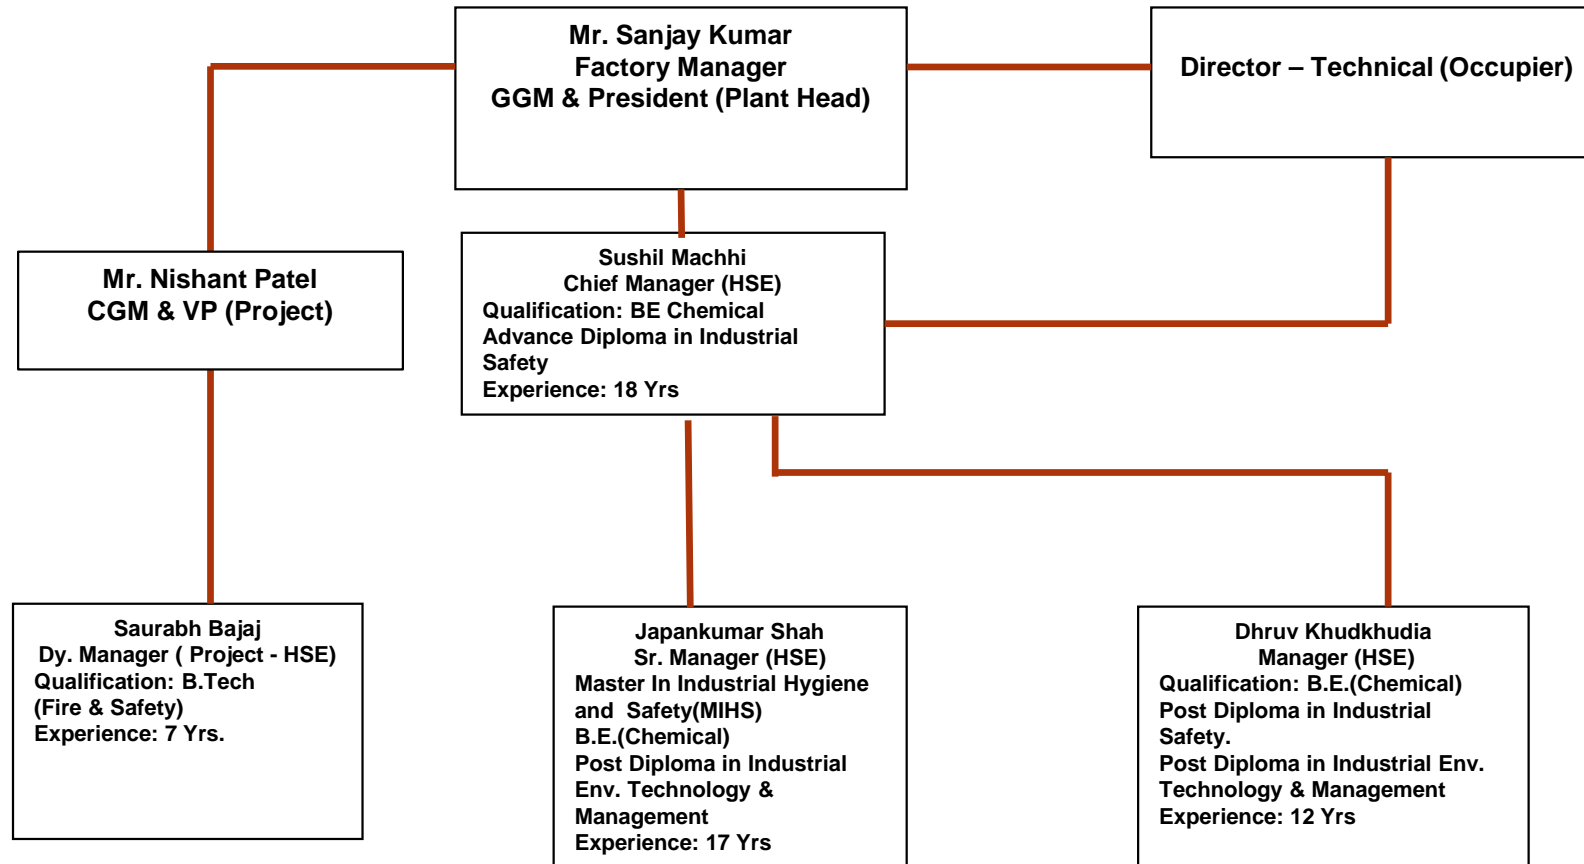 Mr. Sanjay Kumar
Factory Manager
GGM & President (Plant Head)
Director – Technical (Occupier)
Mr. Nishant Patel
CGM & VP (Project)
Sushil Machhi
Chief Manager (HSE)
Qualification: BE Chemical
Advance Diploma in Industrial
Safety
Experience: 18 Yrs
Saurabh Bajaj
Dy. Manager ( Project - HSE)
Qualification: B.Tech
(Fire & Safety)
Experience: 7 Yrs.
Japankumar Shah
Sr. Manager (HSE)
Master In Industrial Hygiene
and Safety(MIHS)
B.E.(Chemical)
Post Diploma in Industrial
Env. Technology &
Management
Experience: 17 Yrs
Dhruv Khudkhudia
Manager (HSE)
Qualification: B.E.(Chemical)
Post Diploma in Industrial
Safety.
Post Diploma in Industrial Env.
Technology & Management
Experience: 12 Yrs